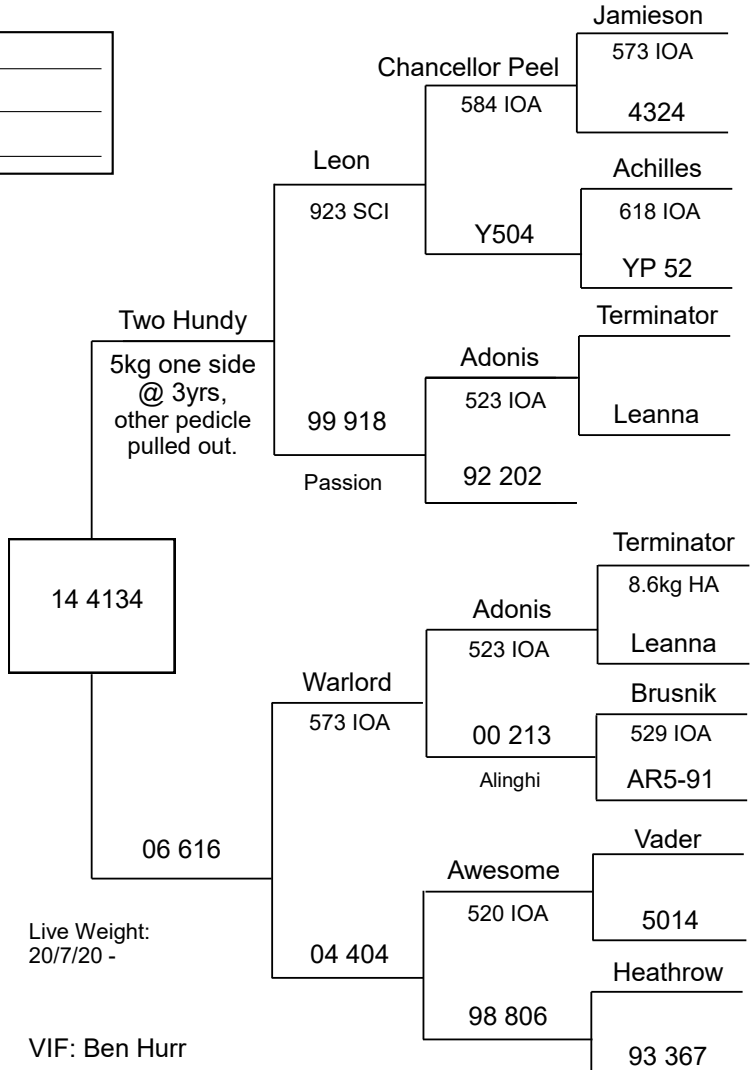 Jamieson
573 IOA
4324
Chancellor Peel
584 IOA
Achilles
618 IOA
YP 52
Y504
Leon
923 SCI
Terminator
Leanna
Adonis
523 IOA
92 202
99 918
Passion
Two Hundy
5kg one side
@ 3yrs,
other pedicle
pulled out.
14 4134
Terminator
8.6kg HA
Leanna
Adonis
523 IOA
Brusnik
529 IOA
AR5-91
00 213
Alinghi
Warlord
573 IOA
06 616
Vader
5014
Awesome
520 IOA
Heathrow
93 367
98 806
04 404
Live Weight:
20/7/20 -
VIF: Ben Hurr